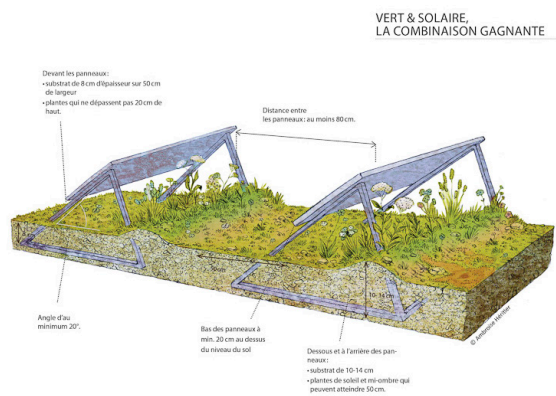 VERT & SOLAIRE,
LA COMBINAISON GAGNANTE
Devant les panneaux:
• substrat de 8 cm d'épaisseur sur 50 cm
de largeur
• plantes qui ne dépassent pas 20 cm de
haut.
Distance entre
les panneaux: au moins 80 cm.
50 cm
10-14 cm
Angle d'au
minimum 20°.
Bas des panneaux à
min. 20 cm au dessus
du niveau du sol
Dessous et à l'arrière des pan-
neaux:
• substrat de 10-14 cm
• plantes de soleil et mi-ombre qui
peuvent atteindre 50 cm.
© Ambroise Héritier